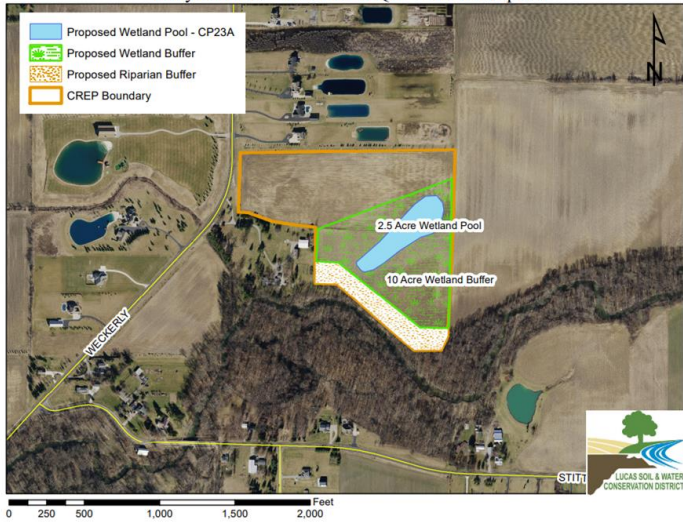 Proposed Wetland Pool - CP23A
Proposed Wetland Buffer
Proposed Riparian Buffer
CREP Boundary
N
2.5 Acre Wetland Pool
10 Acre Wetland Buffer
WECKERLY
STITT
LUCAS SOIL & WATER
CONSERVATION DISTRICT
Feet
0 250 500 1,000 1,500 2,000